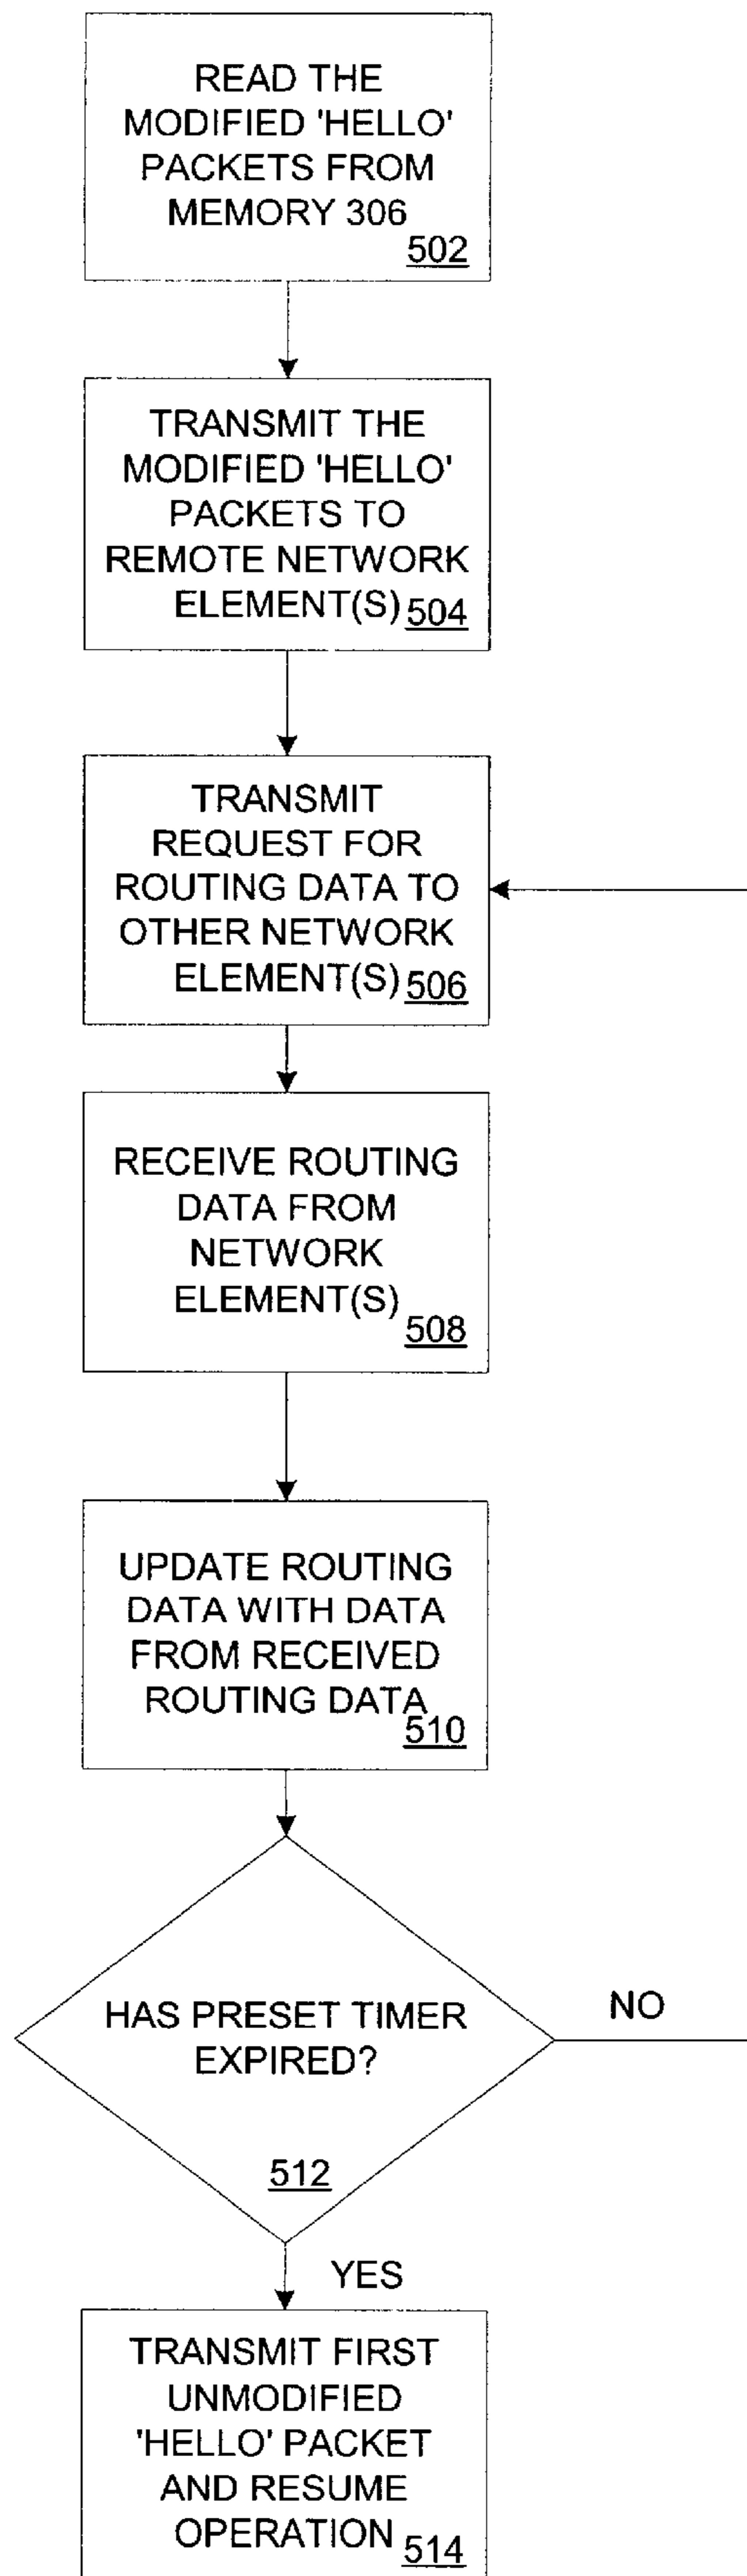 READ THE
MODIFIED 'HELLO'
PACKETS FROM
MEMORY 306
502
TRANSMIT THE
MODIFIED 'HELLO'
PACKETS TO
REMOTE NETWORK
ELEMENT(S) 504
TRANSMIT
REQUEST FOR
ROUTING DATA TO
OTHER NETWORK
ELEMENT(S) 506
RECEIVE ROUTING
DATA FROM
NETWORK
ELEMENT(S)
508
UPDATE ROUTING
DATA WITH DATA
FROM RECEIVED
ROUTING DATA
510
HAS PRESET TIMER
EXPIRED?
NO
512
YES
TRANSMIT FIRST
UNMODIFIED
'HELLO' PACKET
AND RESUME
OPERATION 514